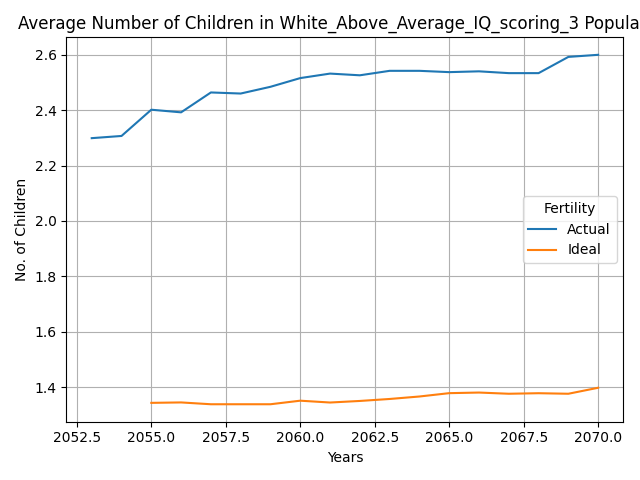 Average Number of Children in White_Above_Average_IQ_scoring_3 Popula
2.6
2.4
2.2
2.0
1.8
1.6
1.4
No. of Children
Fertility
Actual
Ideal
2052.5 2055.0 2057.5 2060.0 2062.5 2065.0 2067.5 2070.0
Years